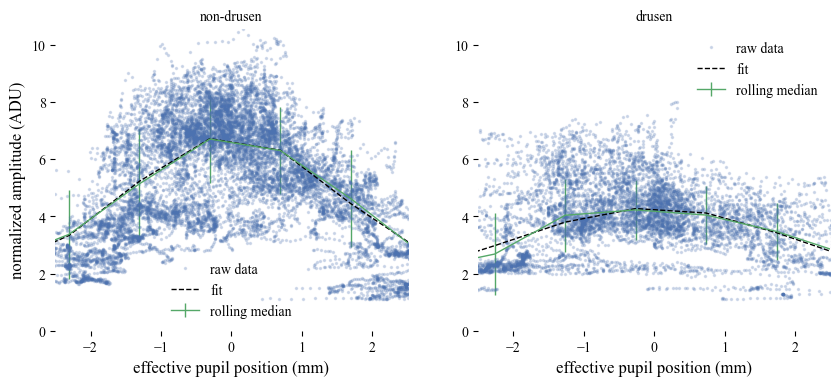 non-drusen
drusen
normalized amplitude (ADU)
10
8
6
4
2
0
−2
−1
0
1
2
effective pupil position (mm)
raw data
fit
rolling median
10
8
6
4
2
0
−2
−1
0
1
2
effective pupil position (mm)
raw data
fit
rolling median